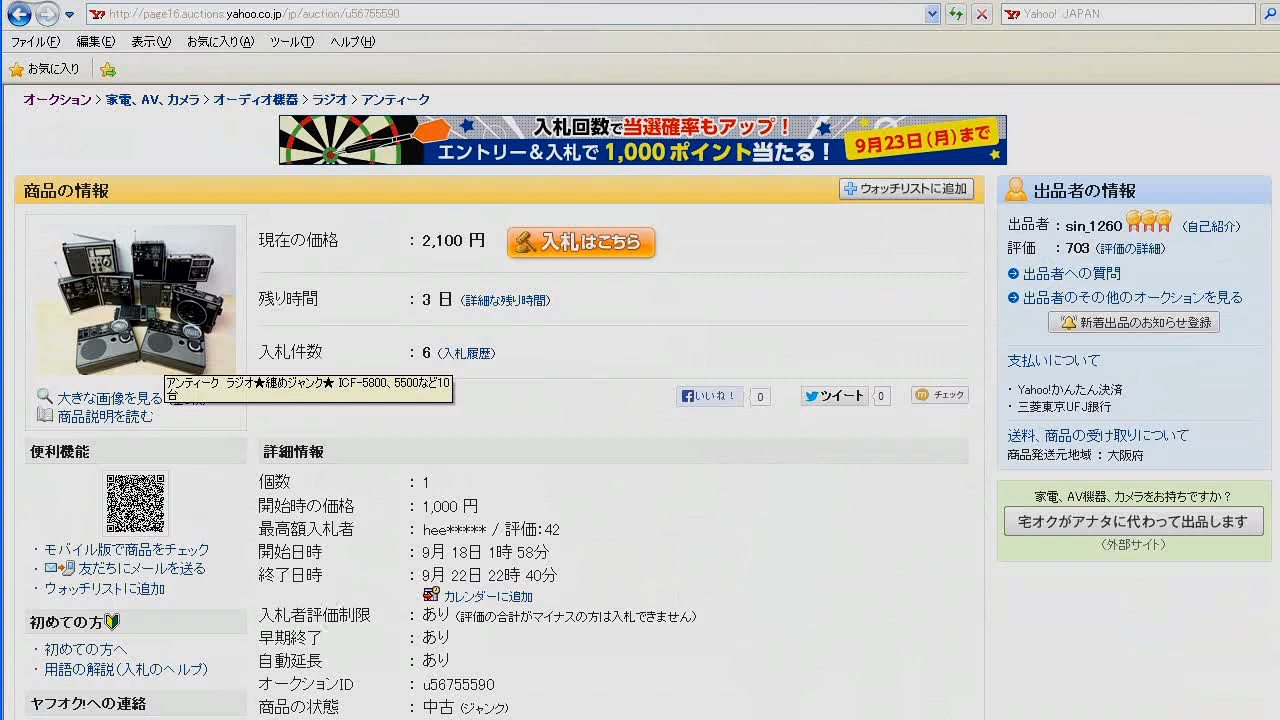 http://page16.auctions.yahoo.co.jp/jp/auction/u56755590
Yahoo! JAPAN
ファイル(F) 編集(E) 表示(V) お気に入り(A) ツール(T) ヘルプ(H)
お気に入り
オークション > 家電、AV、カメラ > オーディオ機器 > ラジオ > アンティーク
入札回数で当選確率もアップ!
エントリー&入札で 1,000 ポイント当たる!
9月23日(月)まで
商品の情報
ウォッチリストに追加
現在の価格 : 2,100 円 入札はこちら
残り時間 : 3 日 (詳細な残り時間)
入札件数 : 6 (入札履歴)
アンティーク ラジオ★纏めジャンク★ ICF-5800、5500など10台
大きな画像を見る
商品説明を読む
いいね! 0 ツイート 0 チェック
便利機能
・モバイル版で商品をチェック
・友だちにメールを送る
・ウォッチリストに追加
初めての方
・初めての方へ
・用語の解説(入札のヘルプ)
ヤフオク!への連絡
詳細情報
個数 : 1
開始時の価格 : 1,000 円
最高額入札者 : hee***** / 評価:42
開始日時 : 9月 18日 1時 58分
終了日時 : 9月 22日 22時 40分
カレンダーに追加
入札者評価制限 : あり (評価の合計がマイナスの方は入札できません)
早期終了 : あり
自動延長 : あり
オークションID : u56755590
商品の状態 : 中古 (ジャンク)
出品者の情報
出品者 : sin_1260 (自己紹介)
評価 : 703 (評価の詳細)
出品者への質問
出品者のその他のオークションを見る
新着出品のお知らせ登録
支払いについて
・Yahoo!かんたん決済
・三菱東京UFJ銀行
送料、商品の受け取りについて
商品発送元地域 : 大阪府
家電、AV機器、カメラをお持ちですか?
宅オクがアナタに代わって出品します
(外部サイト)